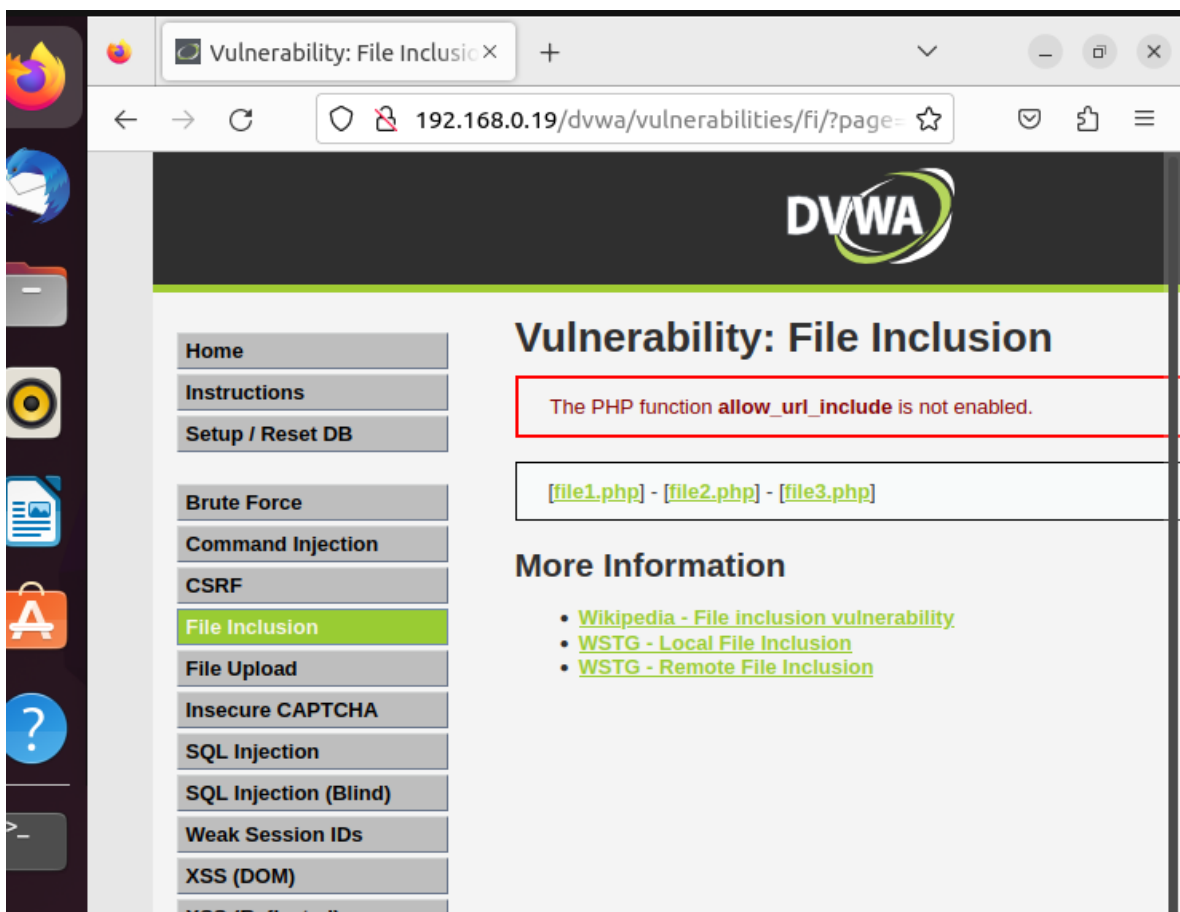 Vulnerability: File Inclusio
192.168.0.19/dvwa/vulnerabilities/fi/?page=
DVWA
Home
Instructions
Setup / Reset DB
Brute Force
Command Injection
CSRF
File Inclusion
File Upload
Insecure CAPTCHA
SQL Injection
SQL Injection (Blind)
Weak Session IDs
XSS (DOM)
Vulnerability: File Inclusion
The PHP function allow_url_include is not enabled.
[file1.php] - [file2.php] - [file3.php]
More Information
• Wikipedia - File inclusion vulnerability
• WSTG - Local File Inclusion
• WSTG - Remote File Inclusion